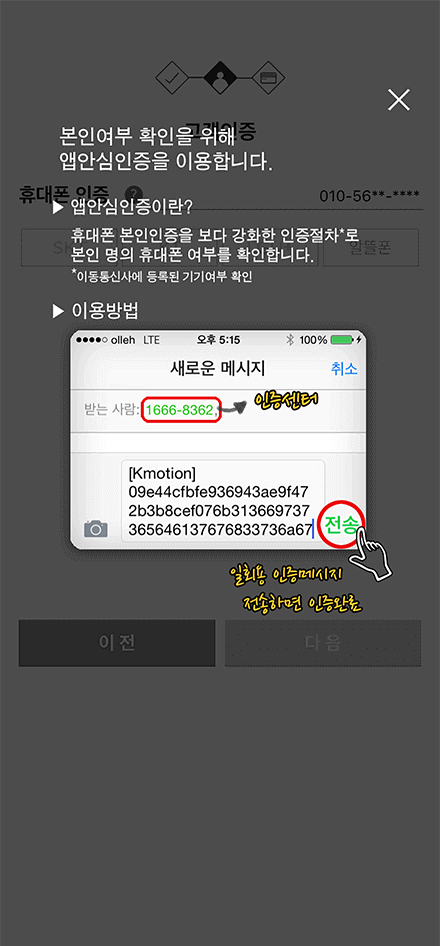 고객인증
본인여부 확인을 위해
앱안심인증을 이용합니다.
휴대폰 인증 ? 010-56**-****
▶ 앱안심인증이란?
휴대폰 본인인증을 보다 강화한 인증절차*로
본인 명의 휴대폰 여부를 확인합니다.
알뜰폰
*이동통신사에 등록된 기기여부 확인
▶ 이용방법
olleh LTE 오후 5:15 100%
새로운 메시지 취소
받는 사람: 1666-8362, 인증센터
[Kmotion]
09e44cfbfe936943ae9f47
2b3b8cef076b313669737
365646137676833736a67
전송
일회용 인증메시지
전송하면 인증완료
이전 다음